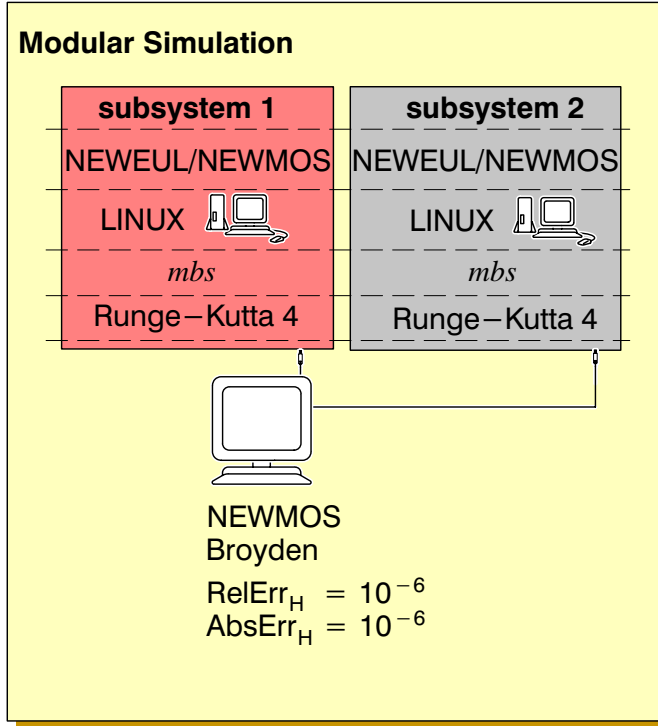 Modular Simulation
subsystem 1
NEWEUL/NEWMOS
LINUX
mbs
Runge−Kutta 4
subsystem 2
NEWEUL/NEWMOS
LINUX
mbs
Runge−Kutta 4
NEWMOS
Broyden
RelErr_H = 10^−6
AbsErr_H = 10^−6